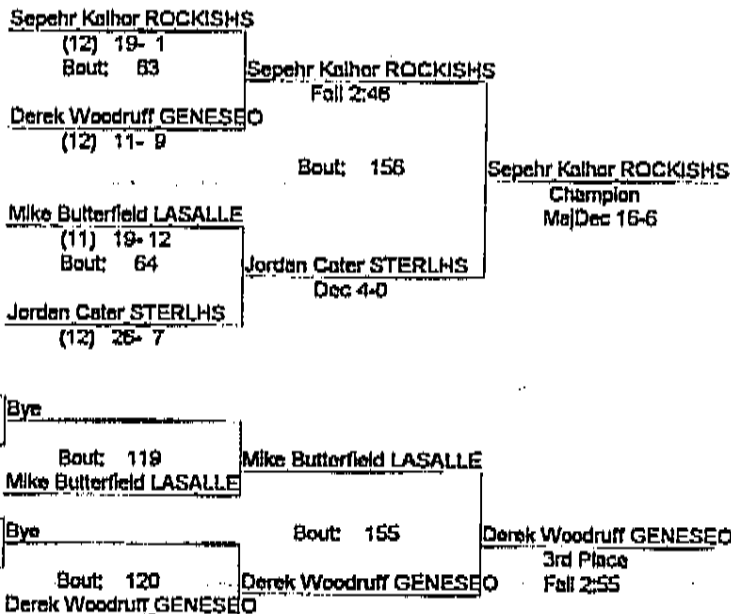 Sepehr Kalhor ROCKISHS
(12) 19- 1
Bout: 63
Sepehr Kalhor ROCKISHS
Fall 2:46
Derek Woodruff GENESEO
(12) 11- 9
Bout: 156
Sepehr Kalhor ROCKISHS
Champion
MajDec 16-6
Mike Butterfield LASALLE
(11) 19-12
Bout: 64
Jordan Cater STERLHS
Dec 4-0
Jordan Cater STERLHS
(12) 26- 7
Bye
Bout: 119
Mike Butterfield LASALLE
Mike Butterfield LASALLE
Bye
Bout: 155
Derek Woodruff GENESEO
3rd Place
Fall 2:55
Bout: 120
Derek Woodruff GENESEO
Derek Woodruff GENESEO